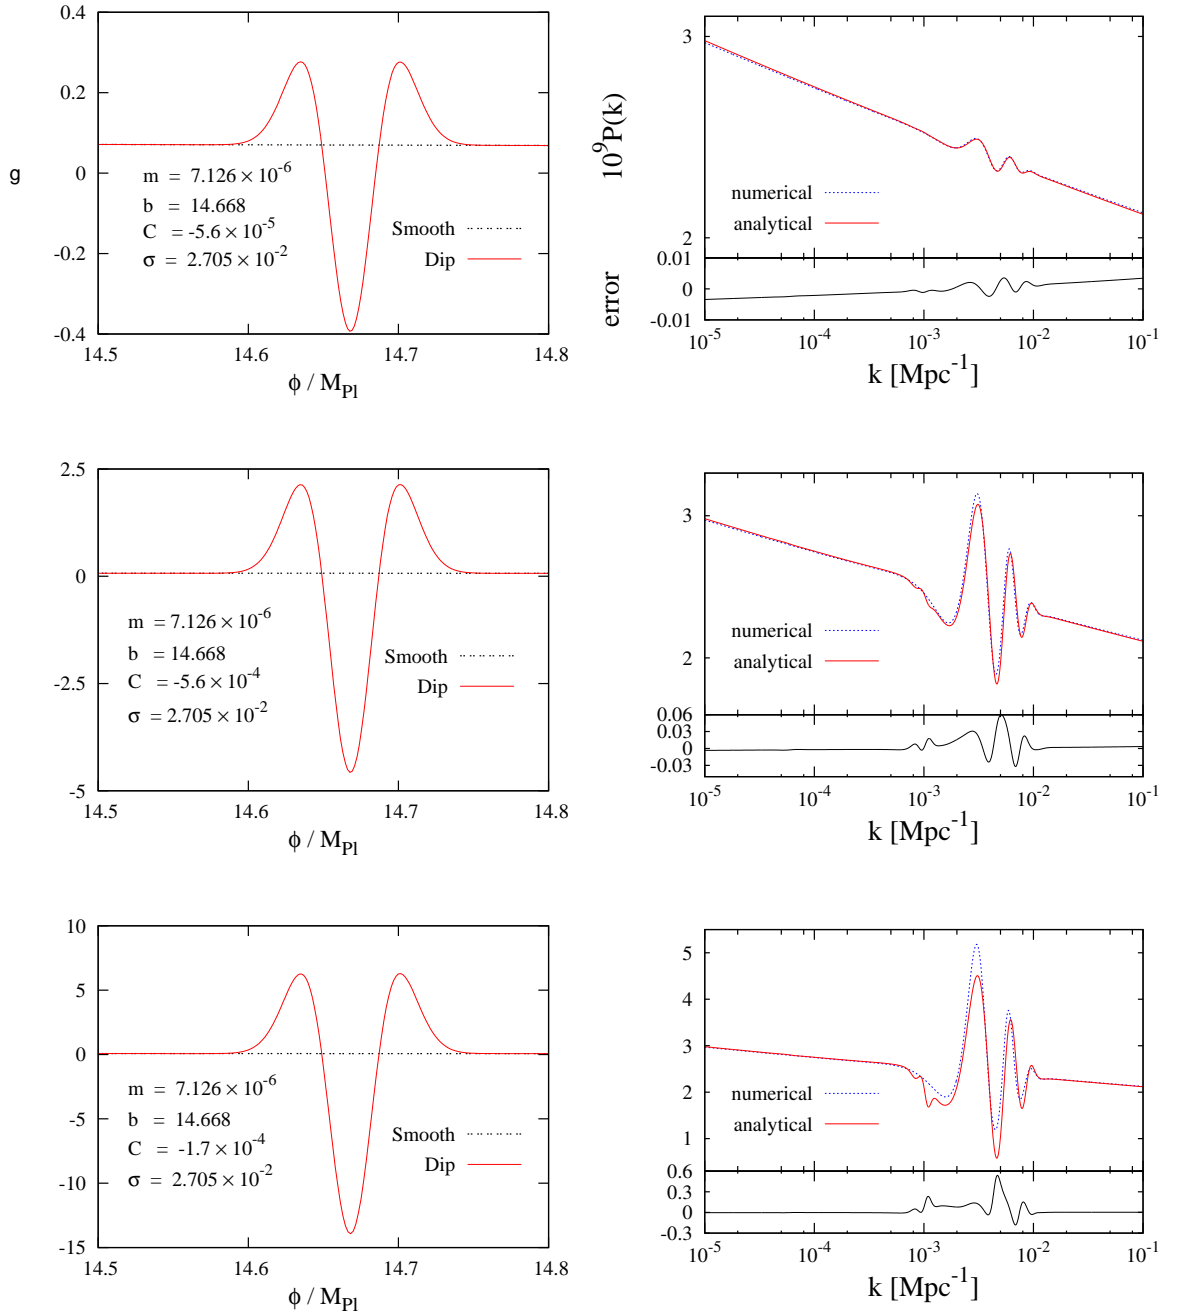 0.4
0.2
0
-0.2
-0.4
g
m = 7.126 × 10^-6
b = 14.668
C = -5.6 × 10^-5
σ = 2.705 × 10^-2
Smooth
Dip
14.5 14.6 14.7 14.8
ϕ / M_Pl
3
2
10^9P(k)
numerical
analytical
0.01
0
-0.01
error
10^-5 10^-4 10^-3 10^-2 10^-1
k [Mpc^-1]
2.5
0
-2.5
-5
m = 7.126 × 10^-6
b = 14.668
C = -5.6 × 10^-4
σ = 2.705 × 10^-2
Smooth
Dip
14.5 14.6 14.7 14.8
ϕ / M_Pl
3
2
numerical
analytical
0.06
0.03
0
-0.03
10^-5 10^-4 10^-3 10^-2 10^-1
k [Mpc^-1]
10
5
0
-5
-10
-15
m = 7.126 × 10^-6
b = 14.668
C = -1.7 × 10^-4
σ = 2.705 × 10^-2
Smooth
Dip
14.5 14.6 14.7 14.8
ϕ / M_Pl
5
4
3
2
1
numerical
analytical
0.6
0.3
0
-0.3
10^-5 10^-4 10^-3 10^-2 10^-1
k [Mpc^-1]